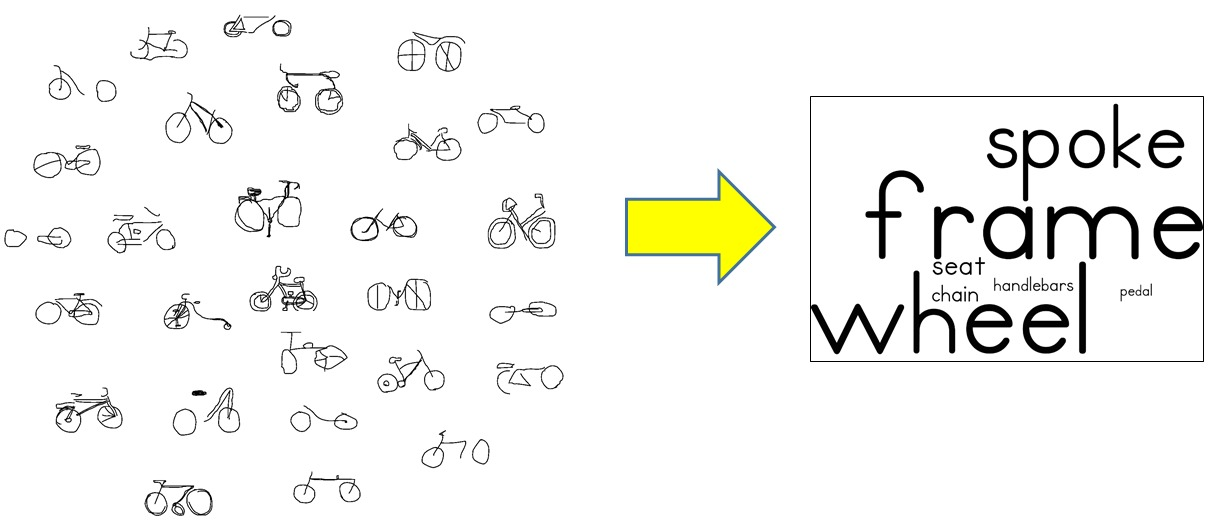 spoke
frame
seat
handlebars
chain
pedal
wheel